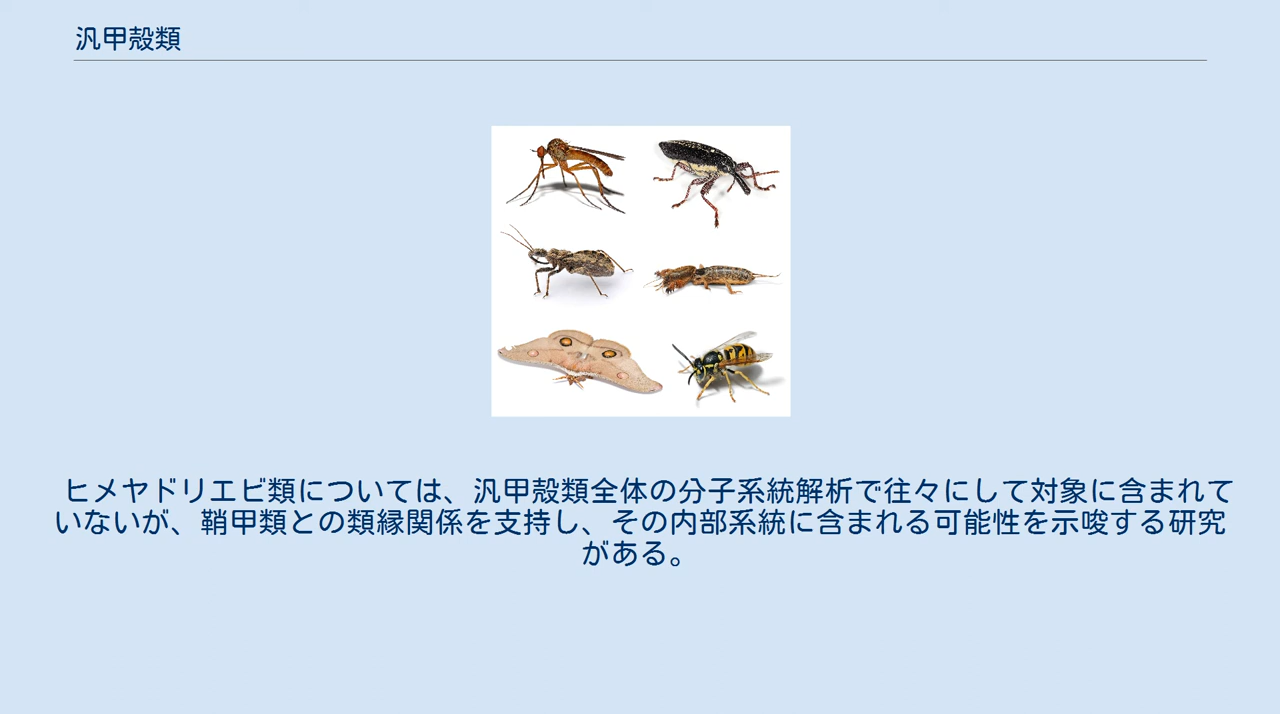 汎甲殻類
ヒメヤドリエビ類については、汎甲殻類全体の分子系統解析で往々にして対象に含まれて
いないが、鞘甲類との類縁関係を支持し、その内部系統に含まれる可能性を示唆する研究
がある。